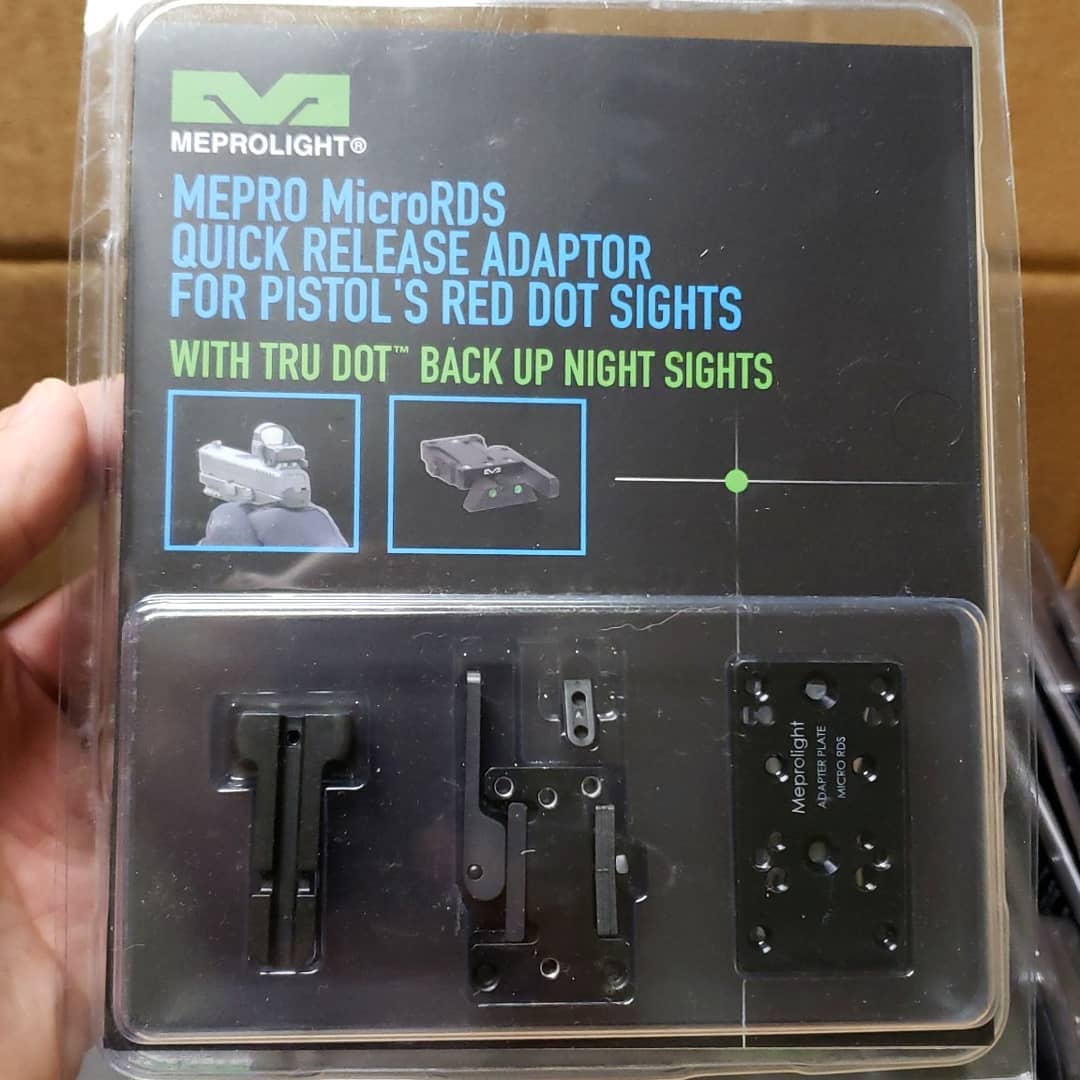 MEPROLIGHT®
MEPRO MicroRDS
QUICK RELEASE ADAPTOR
FOR PISTOL'S RED DOT SIGHTS
WITH TRU DOT™ BACK UP NIGHT SIGHTS
Meprolight
ADAPTER PLATE
MICRO RDS